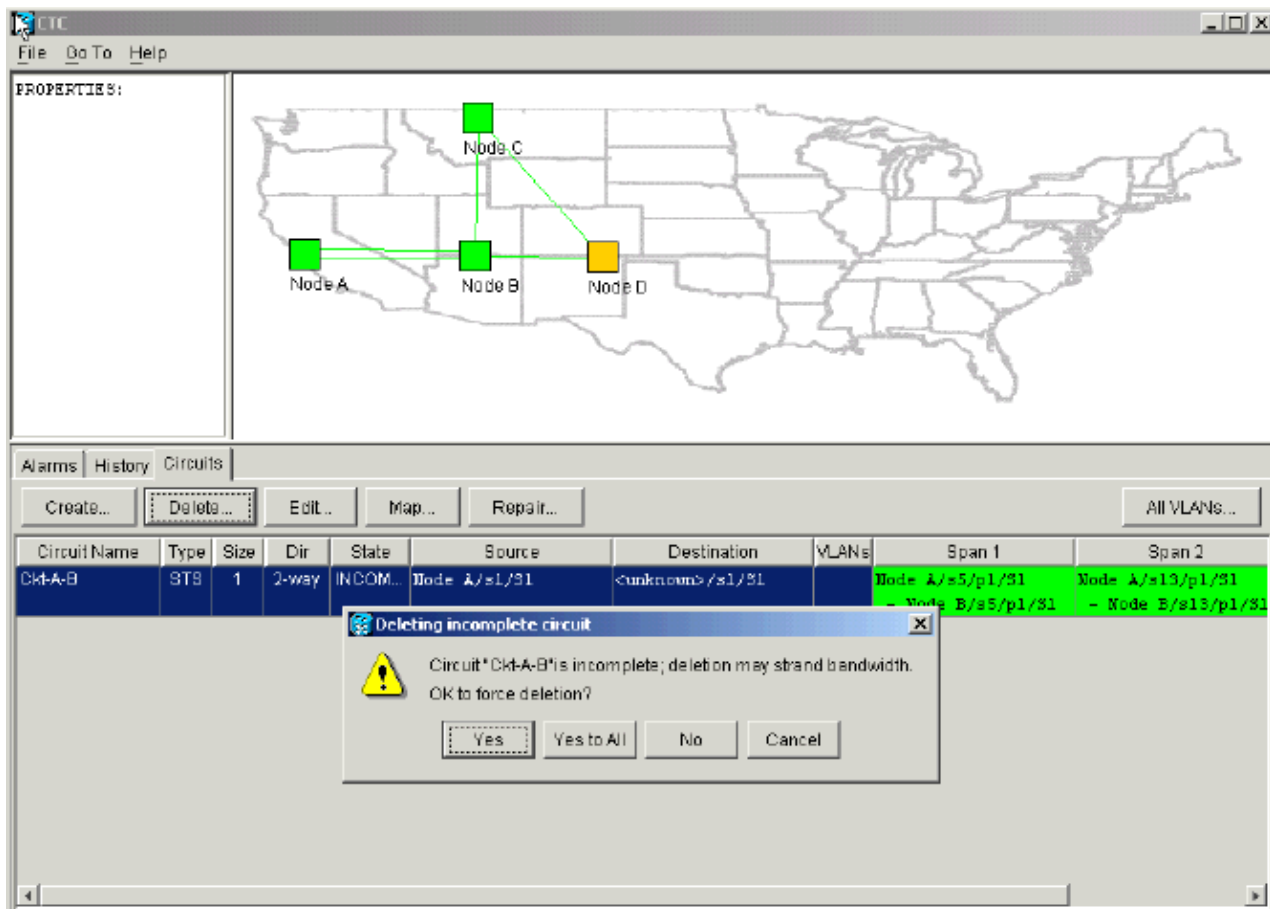 CTC
File Go To Help
PROPERTIES:
Node C
Node A
Node B
Node D
Alarms History Circuits
Create... Delete... Edit... Map... Repair... All VLANs...
Circuit Name Type Size Dir State Source Destination VLANs Span 1 Span 2
Ckt-A-B STS 1 2-way INCOM... Node A/s1/S1 <unknown>/s1/S1 Node A/s5/p1/S1 Node A/s13/p1/S1
- Node B/s5/p1/S1 - Node B/s13/p1/S1
Deleting incomplete circuit
Circuit "Ckt-A-B" is incomplete; deletion may strand bandwidth.
OK to force deletion?
Yes Yes to All No Cancel